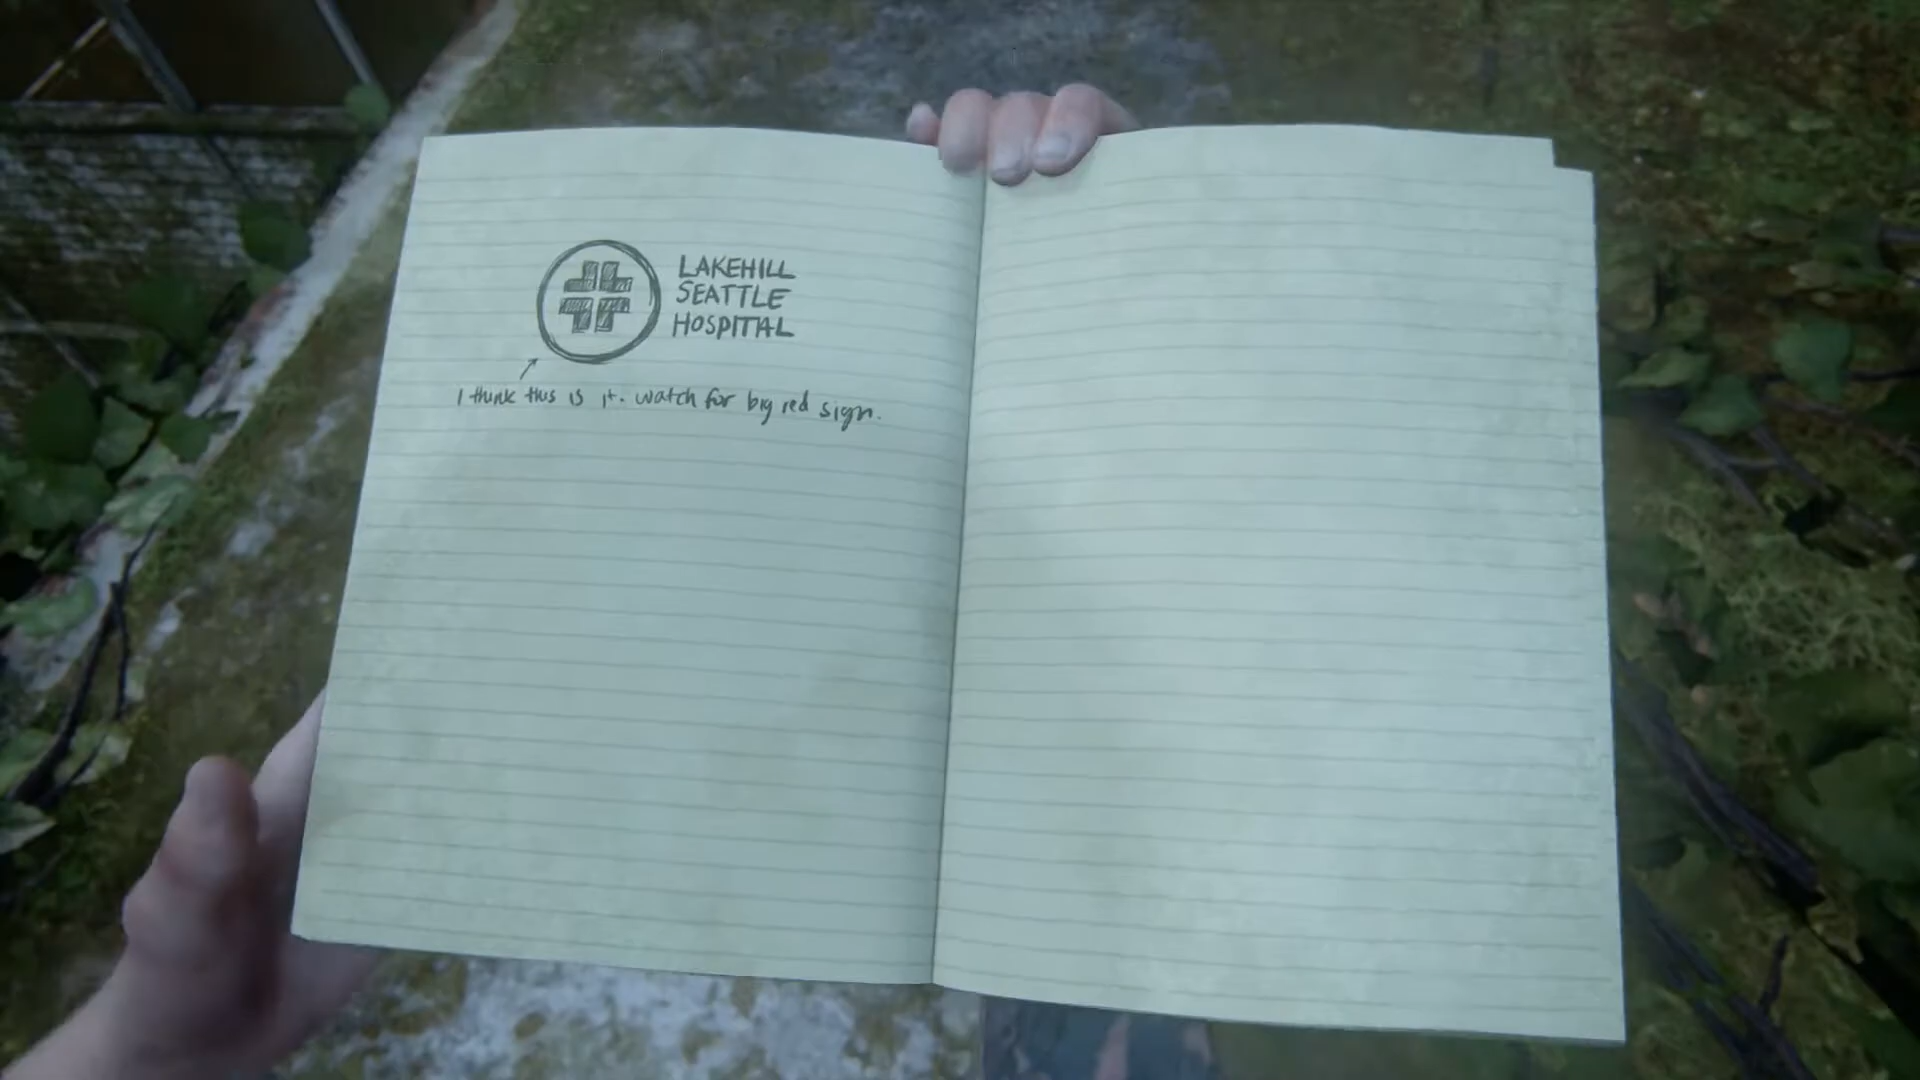 LAKEHILL
SEATTLE
HOSPITAL
I think this is it. watch for big red sign.